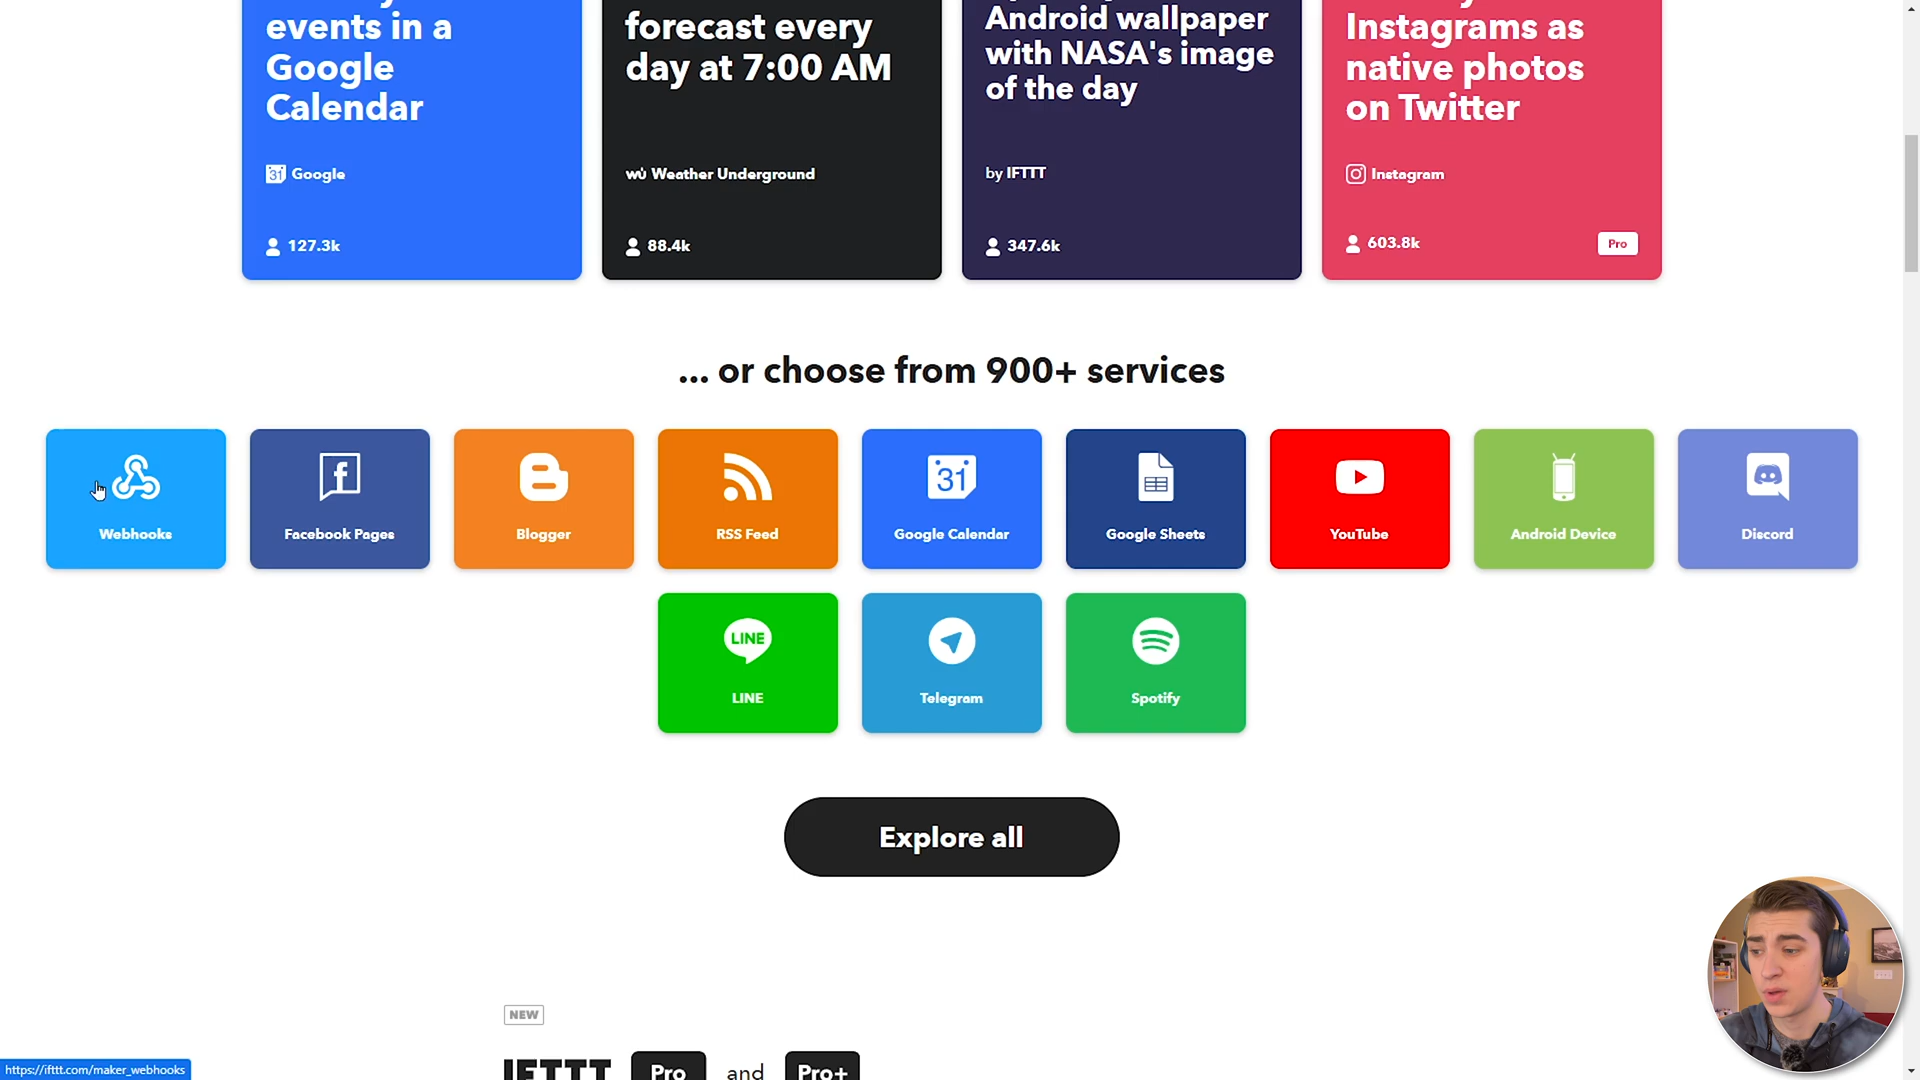 events in a
Google
Calendar
31 Google
127.3k
forecast every
day at 7:00 AM
wu Weather Underground
88.4k
Android wallpaper
with NASA's image
of the day
by IFTTT
347.6k
Instagrams as
native photos
on Twitter
Instagram
603.8k
Pro
... or choose from 900+ services
Webhooks
Facebook Pages
Blogger
RSS Feed
31
Google Calendar
Google Sheets
YouTube
Android Device
Discord
LINE
LINE
Telegram
Spotify
Explore all
NEW
IFTTT Pro and Pro+
https://ifttt.com/maker_webhooks